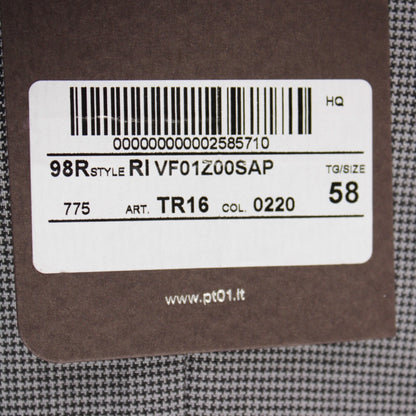 HQ
000000000002585710
98R STYLE RI VF01Z00SAP TG/SIZE
775 ART. TR16 COL. 0220 58
www.pt01.it